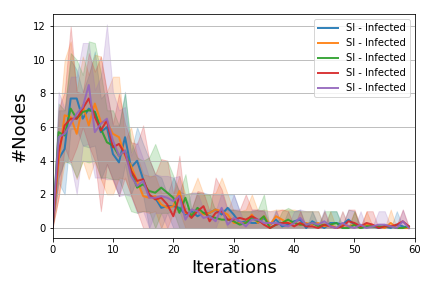 12
10
8
6
4
2
0
#Nodes
SI - Infected
SI - Infected
SI - Infected
SI - Infected
SI - Infected
0 10 20 30 40 50 60
Iterations